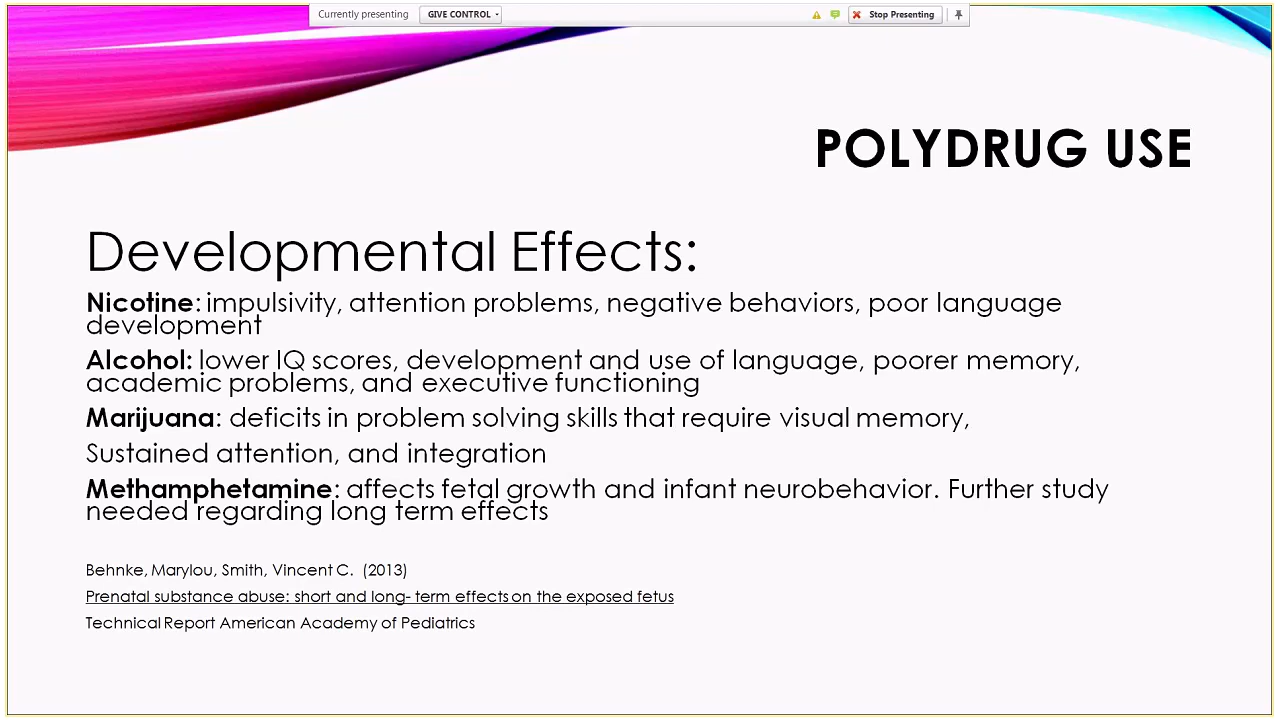 Currently presenting GIVE CONTROL Stop Presenting
POLYDRUG USE
Developmental Effects:
Nicotine: impulsivity, attention problems, negative behaviors, poor language
development
Alcohol: lower IQ scores, development and use of language, poorer memory,
academic problems, and executive functioning
Marijuana: deficits in problem solving skills that require visual memory,
Sustained attention, and integration
Methamphetamine: affects fetal growth and infant neurobehavior. Further study
needed regarding long term effects
Behnke, Marylou, Smith, Vincent C. (2013)
Prenatal substance abuse: short and long- term effects on the exposed fetus
Technical Report American Academy of Pediatrics